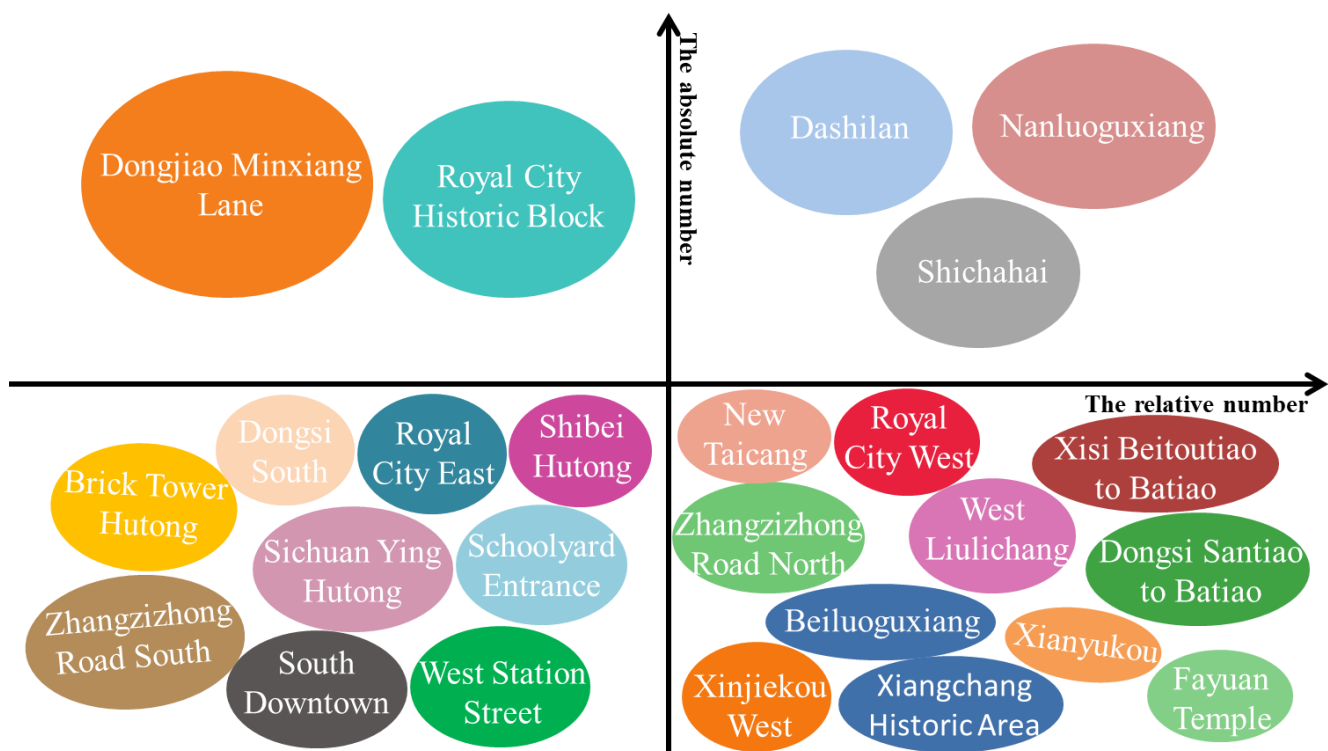 The absolute number
Dongjiao Minxiang
Lane
Royal City
Historic Block
Dashilan
Nanluoguxiang
Shichahai
The relative number
Dongsi
South
Royal
City East
Shibei
Hutong
Brick Tower
Hutong
Sichuan Ying
Hutong
Schoolyard
Entrance
Zhangzizhong
Road South
South
Downtown
West Station
Street
New
Taicang
Royal
City West
Xisi Beitoutiao
to Batiao
Zhangzizhong
Road North
West
Liulichang
Dongsi Santiao
to Batiao
Beiluoguxiang
Xianyukou
Xinjiekou
West
Xiangchang
Historic Area
Fayuan
Temple